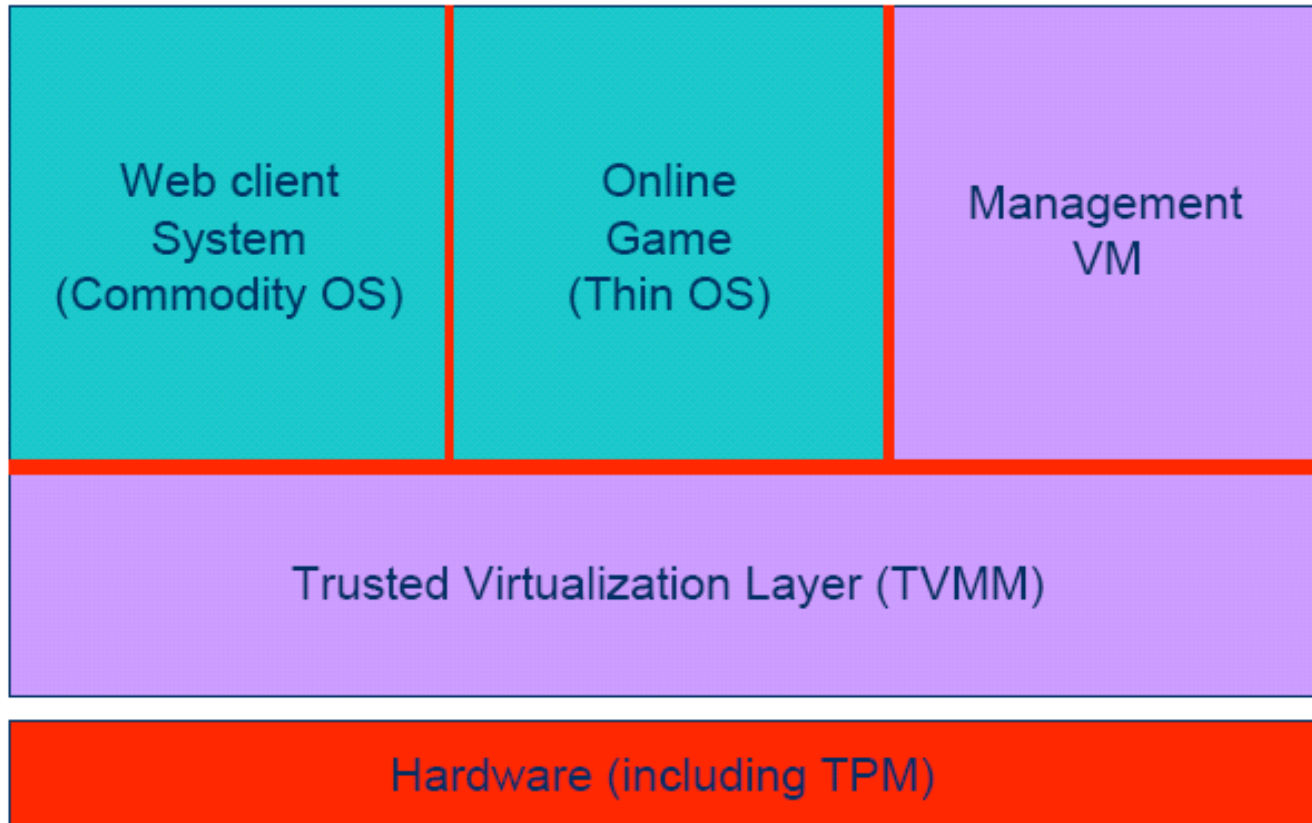 Web client
System
(Commodity OS)
Online
Game
(Thin OS)
Management
VM
Trusted Virtualization Layer (TVMM)
Hardware (including TPM)